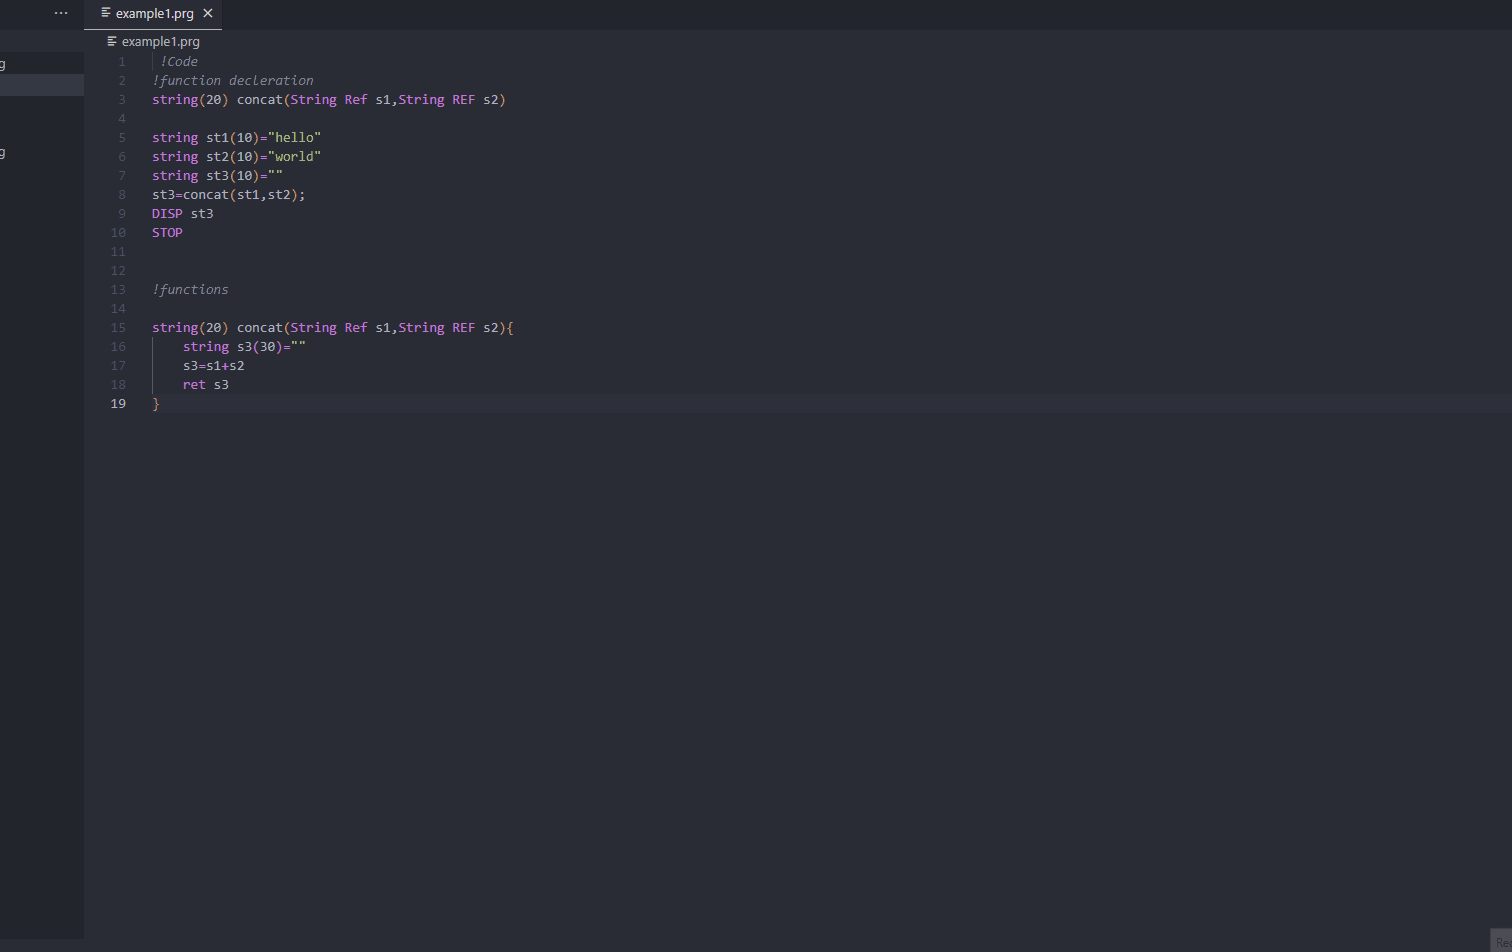 example1.prg
example1.prg
g
g
1 !Code
2 !function decleration
3 string(20) concat(String Ref s1,String REF s2)
4
5 string st1(10)="hello"
6 string st2(10)="world"
7 string st3(10)=""
8 st3=concat(st1,st2);
9 DISP st3
10 STOP
11
12
13 !functions
14
15 string(20) concat(String Ref s1,String REF s2){
16 string s3(30)=""
17 s3=s1+s2
18 ret s3
19 }